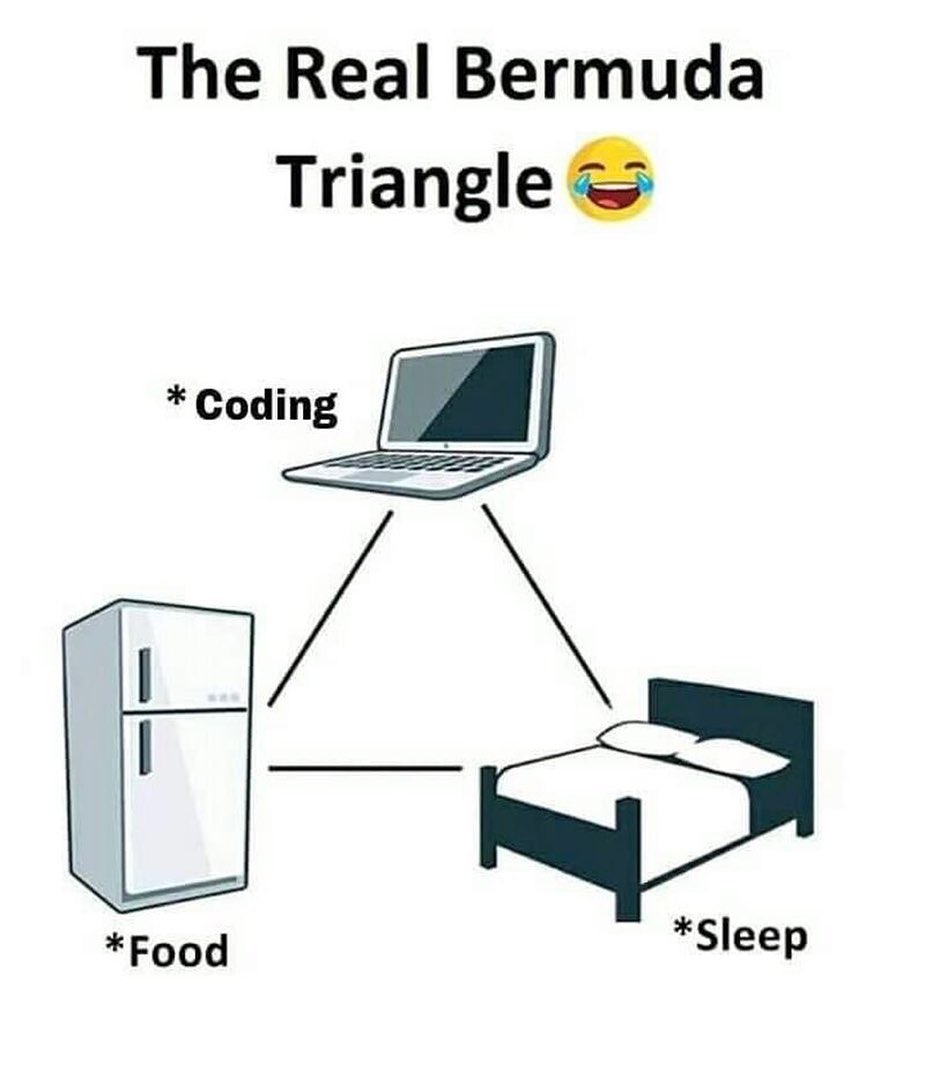 The Real Bermuda
Triangle😂
* Coding
*Food
*Sleep